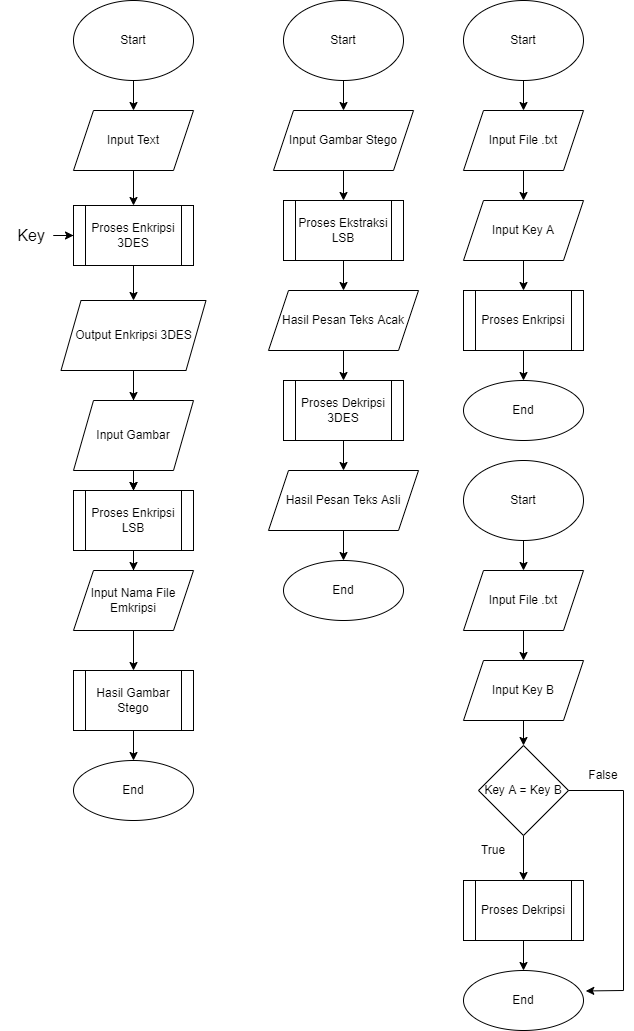 Start
Input Text
Key
Proses Enkripsi
3DES
Output Enkripsi 3DES
Input Gambar
Proses Enkripsi
LSB
Input Nama File
Emkripsi
Hasil Gambar
Stego
End
Start
Input Gambar Stego
Proses Ekstraksi
LSB
Hasil Pesan Teks Acak
Proses Dekripsi
3DES
Hasil Pesan Teks Asli
End
Start
Input File .txt
Input Key A
Proses Enkripsi
End
Start
Input File .txt
Input Key B
Key A = Key B
False
True
Proses Dekripsi
End